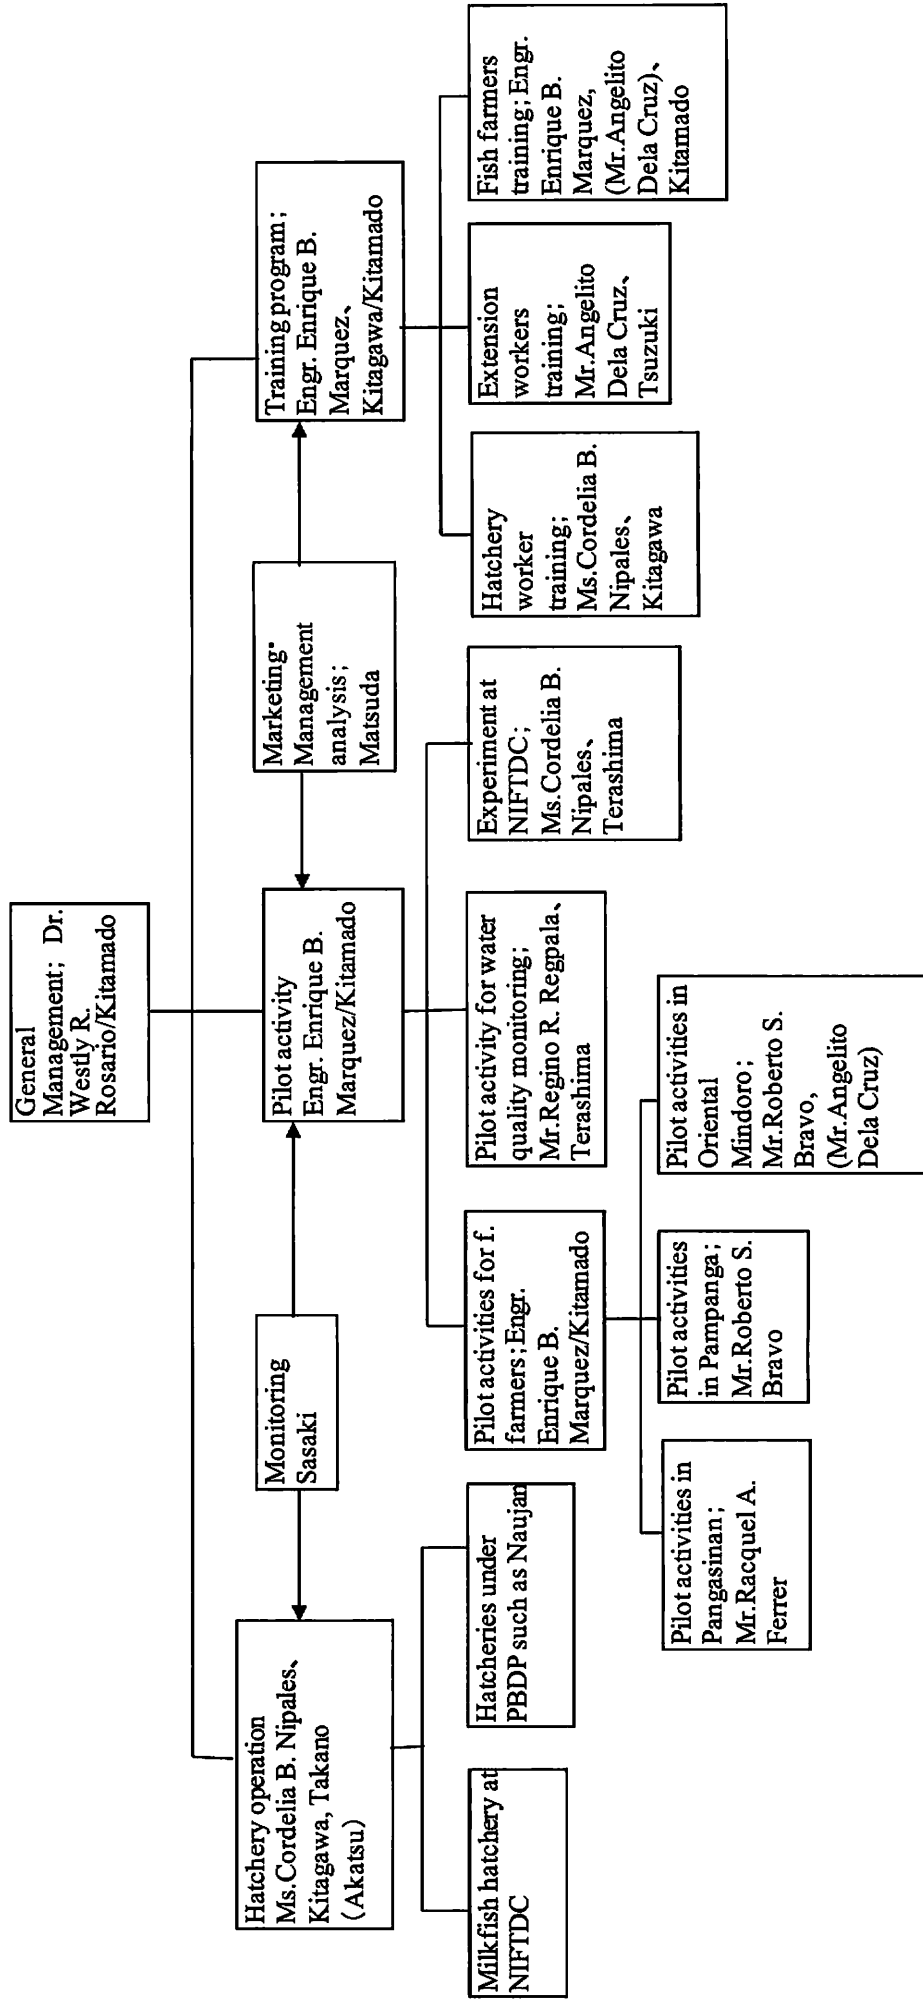 General
Management; Dr.
Westly R.
Rosario/Kitamado
Hatchery operation
Ms.Cordelia B. Nipales、
Kitagawa, Takano
(Akatsu)
Monitoring
Sasaki
Pilot activity
Engr. Enrique B.
Marquez/Kitamado
Marketing・
Management
analysis;
Matsuda
Training program;
Engr. Enrique B.
Marquez、
Kitagawa/Kitamado
Milkfish hatchery at
NIFTDC
Hatcheries under
PBDP such as Naujan
Pilot activities for f.
farmers; Engr.
Enrique B.
Marquez/Kitamado
Pilot activity for water
quality monitoring;
Mr.Regino R. Regpala、
Terashima
Experiment at
NIFTDC;
Ms.Cordelia B.
Nipales、
Terashima
Hatchery
worker
training;
Ms.Cordelia B.
Nipales、
Kitagawa
Extension
workers
training;
Mr.Angelito
Dela Cruz、
Tsuzuki
Fish farmers
training; Engr.
Enrique B.
Marquez,
(Mr.Angelito
Dela Cruz)、
Kitamado
Pilot activities in
Pangasinan;
Mr.Racquel A.
Ferrer
Pilot activities
in Pampanga;
Mr.Roberto S.
Bravo
Pilot activities in
Oriental
Mindoro;
Mr.Roberto S.
Bravo,
(Mr.Angelito
Dela Cruz)